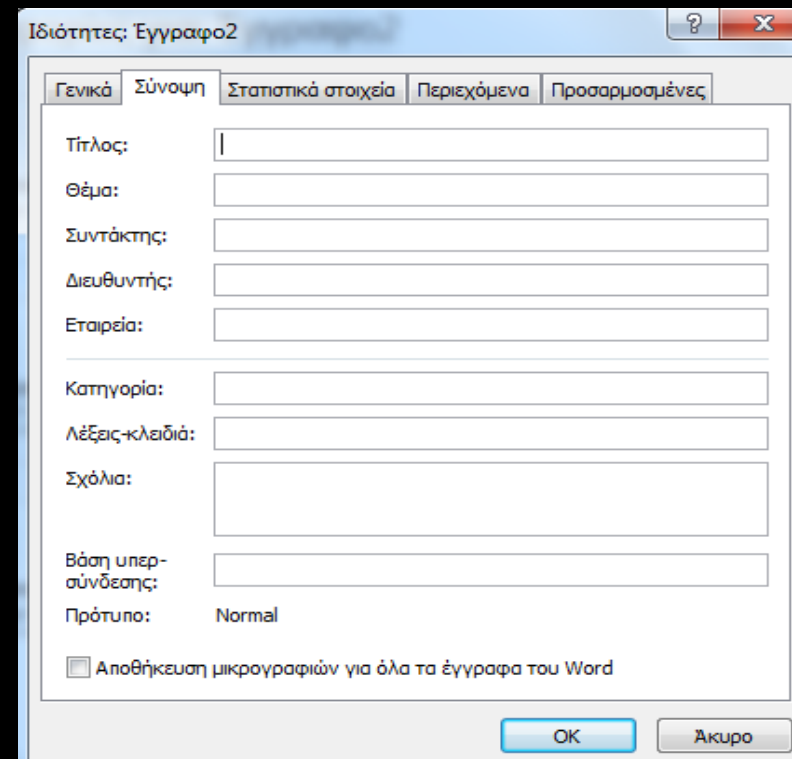 Ιδιότητες: Έγγραφο2
Γενικά Σύνοψη Στατιστικά στοιχεία Περιεχόμενα Προσαρμοσμένες
Τίτλος:
Θέμα:
Συντάκτης:
Διευθυντής:
Εταιρεία:
Κατηγορία:
Λέξεις-κλειδιά:
Σχόλια:
Βάση υπερ-
σύνδεσης:
Πρότυπο: Normal
Αποθήκευση μικρογραφιών για όλα τα έγγραφα του Word
OK Άκυρο